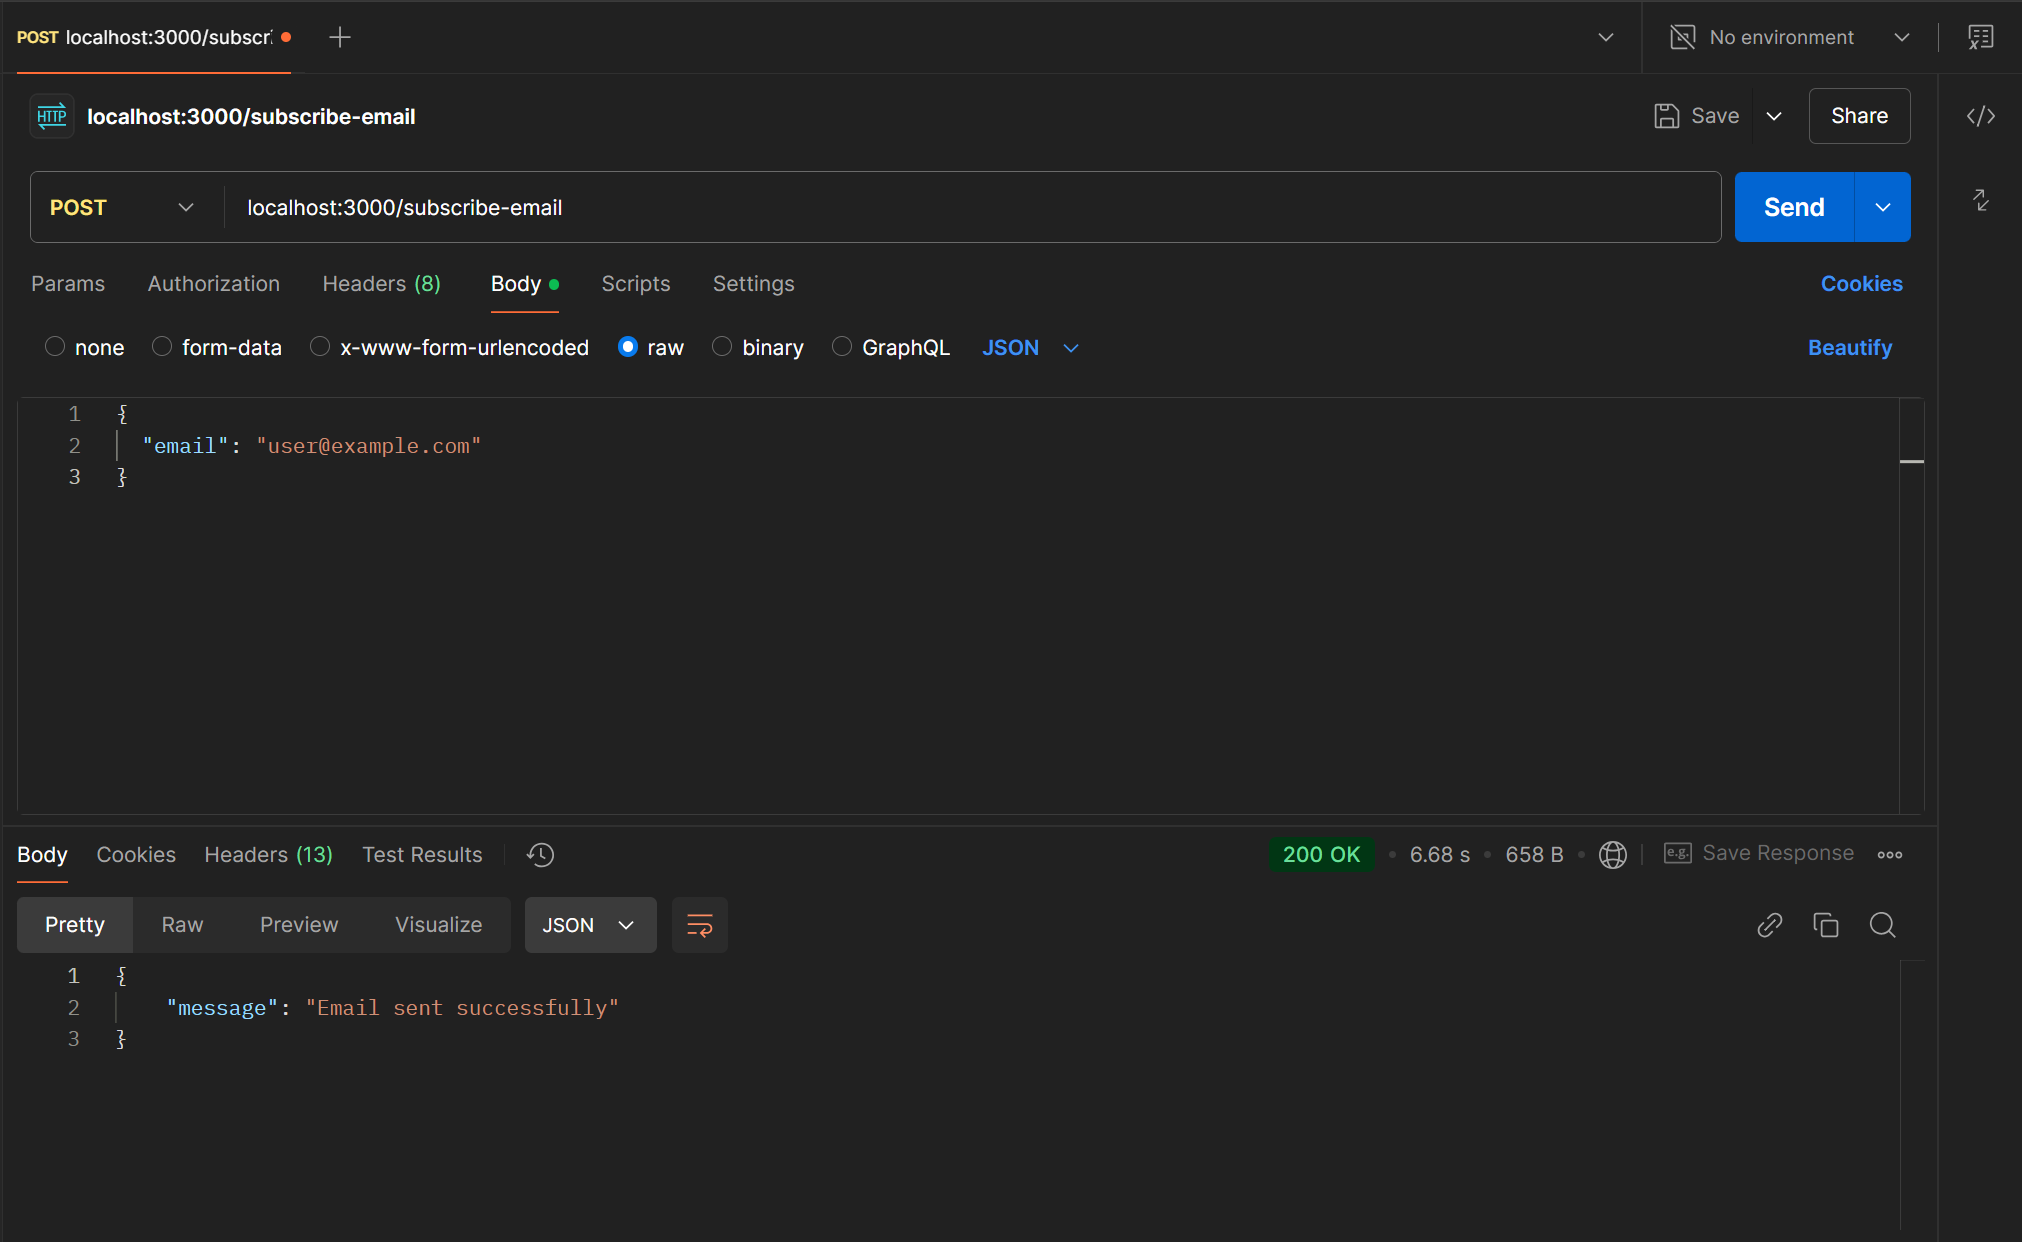 POST localhost:3000/subscri
No environment
HTTP localhost:3000/subscribe-email
Save
Share
POST localhost:3000/subscribe-email
Send
Params Authorization Headers (8) Body Scripts Settings Cookies
none form-data x-www-form-urlencoded raw binary GraphQL JSON Beautify
1 {
2 "email": "user@example.com"
3 }
Body Cookies Headers (13) Test Results 200 OK • 6.68 s • 658 B • e.g. Save Response
Pretty Raw Preview Visualize JSON
1 {
2 "message": "Email sent successfully"
3 }